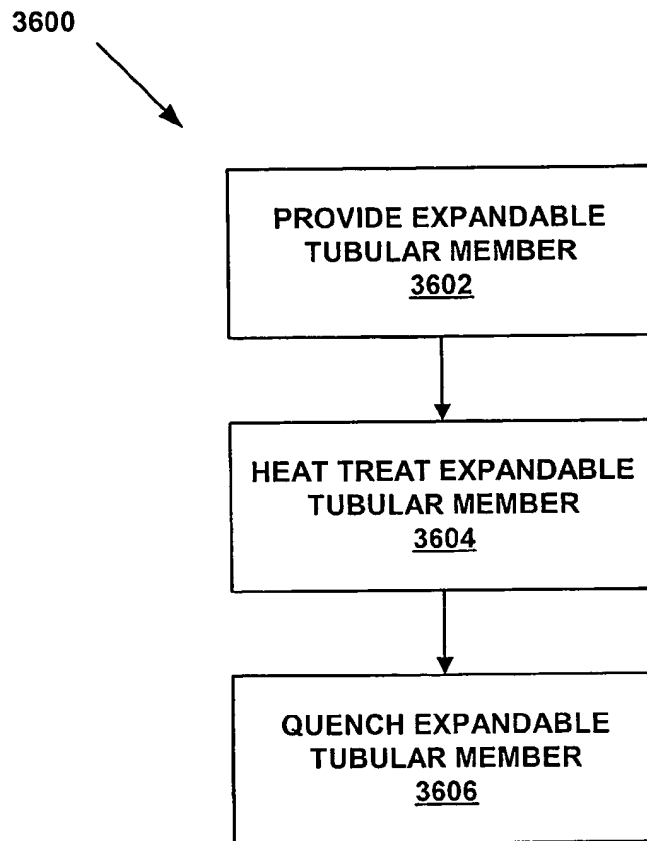 3600
PROVIDE EXPANDABLE
TUBULAR MEMBER
3602
HEAT TREAT EXPANDABLE
TUBULAR MEMBER
3604
QUENCH EXPANDABLE
TUBULAR MEMBER
3606